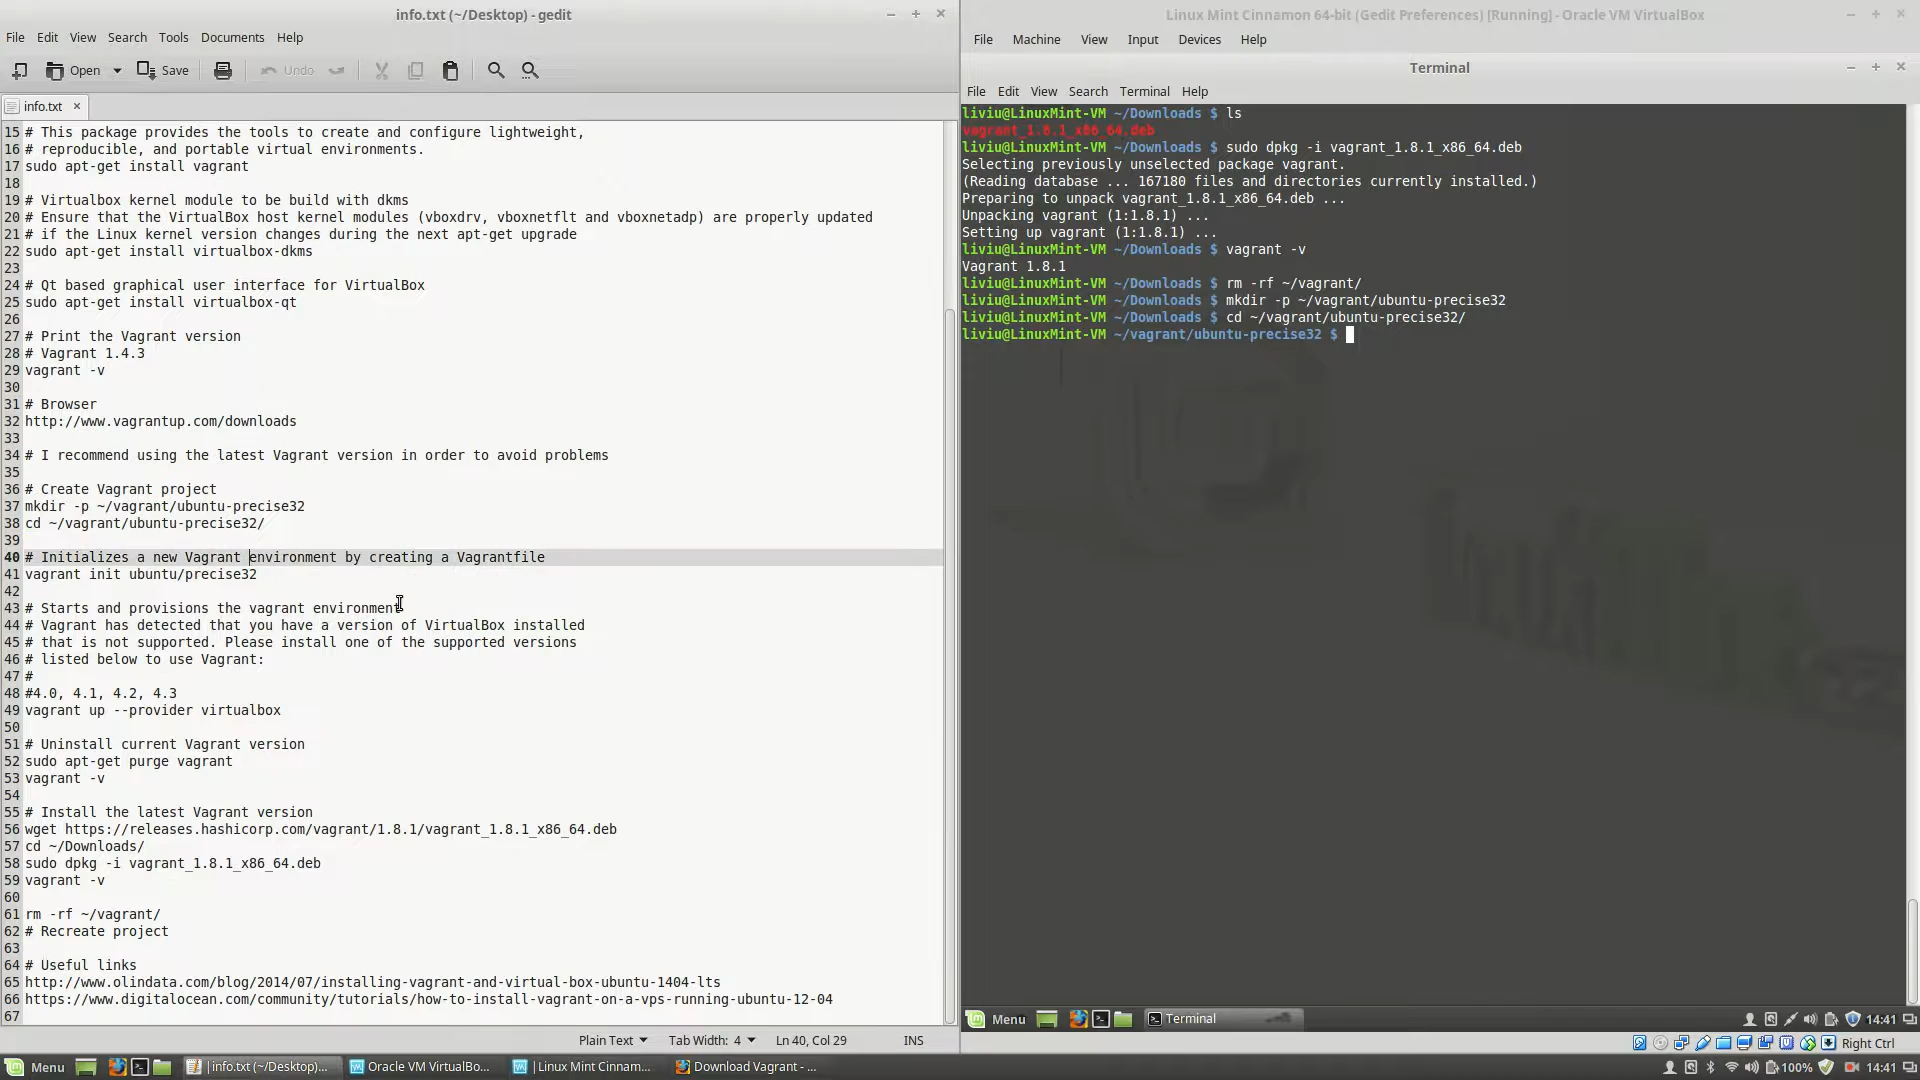 info.txt (~/Desktop) - gedit
File Edit View Search Tools Documents Help
Open Save Undo
info.txt
15 # This package provides the tools to create and configure lightweight,
16 # reproducible, and portable virtual environments.
17 sudo apt-get install vagrant
18
19 # Virtualbox kernel module to be build with dkms
20 # Ensure that the VirtualBox host kernel modules (vboxdrv, vboxnetflt and vboxnetadp) are properly updated
21 # if the Linux kernel version changes during the next apt-get upgrade
22 sudo apt-get install virtualbox-dkms
23
24 # Qt based graphical user interface for VirtualBox
25 sudo apt-get install virtualbox-qt
26
27 # Print the Vagrant version
28 # Vagrant 1.4.3
29 vagrant -v
30
31 # Browser
32 http://www.vagrantup.com/downloads
33
34 # I recommend using the latest Vagrant version in order to avoid problems
35
36 # Create Vagrant project
37 mkdir -p ~/vagrant/ubuntu-precise32
38 cd ~/vagrant/ubuntu-precise32/
39
40 # Initializes a new Vagrant environment by creating a Vagrantfile
41 vagrant init ubuntu/precise32
42
43 # Starts and provisions the vagrant environment
44 # Vagrant has detected that you have a version of VirtualBox installed
45 # that is not supported. Please install one of the supported versions
46 # listed below to use Vagrant:
47 #
48 #4.0, 4.1, 4.2, 4.3
49 vagrant up --provider virtualbox
50
51 # Uninstall current Vagrant version
52 sudo apt-get purge vagrant
53 vagrant -v
54
55 # Install the latest Vagrant version
56 wget https://releases.hashicorp.com/vagrant/1.8.1/vagrant_1.8.1_x86_64.deb
57 cd ~/Downloads/
58 sudo dpkg -i vagrant_1.8.1_x86_64.deb
59 vagrant -v
60
61 rm -rf ~/vagrant/
62 # Recreate project
63
64 # Useful links
65 http://www.olindata.com/blog/2014/07/installing-vagrant-and-virtual-box-ubuntu-1404-lts
66 https://www.digitalocean.com/community/tutorials/how-to-install-vagrant-on-a-vps-running-ubuntu-12-04
67
Plain Text Tab Width: 4 Ln 40, Col 29 INS
Linux Mint Cinnamon 64-bit (Gedit Preferences) [Running] - Oracle VM VirtualBox
File Machine View Input Devices Help
Terminal
File Edit View Search Terminal Help
liviu@LinuxMint-VM ~/Downloads $ ls
vagrant_1.8.1_x86_64.deb
liviu@LinuxMint-VM ~/Downloads $ sudo dpkg -i vagrant_1.8.1_x86_64.deb
Selecting previously unselected package vagrant.
(Reading database ... 167180 files and directories currently installed.)
Preparing to unpack vagrant_1.8.1_x86_64.deb ...
Unpacking vagrant (1:1.8.1) ...
Setting up vagrant (1:1.8.1) ...
liviu@LinuxMint-VM ~/Downloads $ vagrant -v
Vagrant 1.8.1
liviu@LinuxMint-VM ~/Downloads $ rm -rf ~/vagrant/
liviu@LinuxMint-VM ~/Downloads $ mkdir -p ~/vagrant/ubuntu-precise32
liviu@LinuxMint-VM ~/Downloads $ cd ~/vagrant/ubuntu-precise32/
liviu@LinuxMint-VM ~/vagrant/ubuntu-precise32 $
Menu Terminal 14:41
Right Ctrl
Menu info.txt (~/Desktop)... Oracle VM VirtualBo... Linux Mint Cinnam... Download Vagrant - ... 100% 14:41